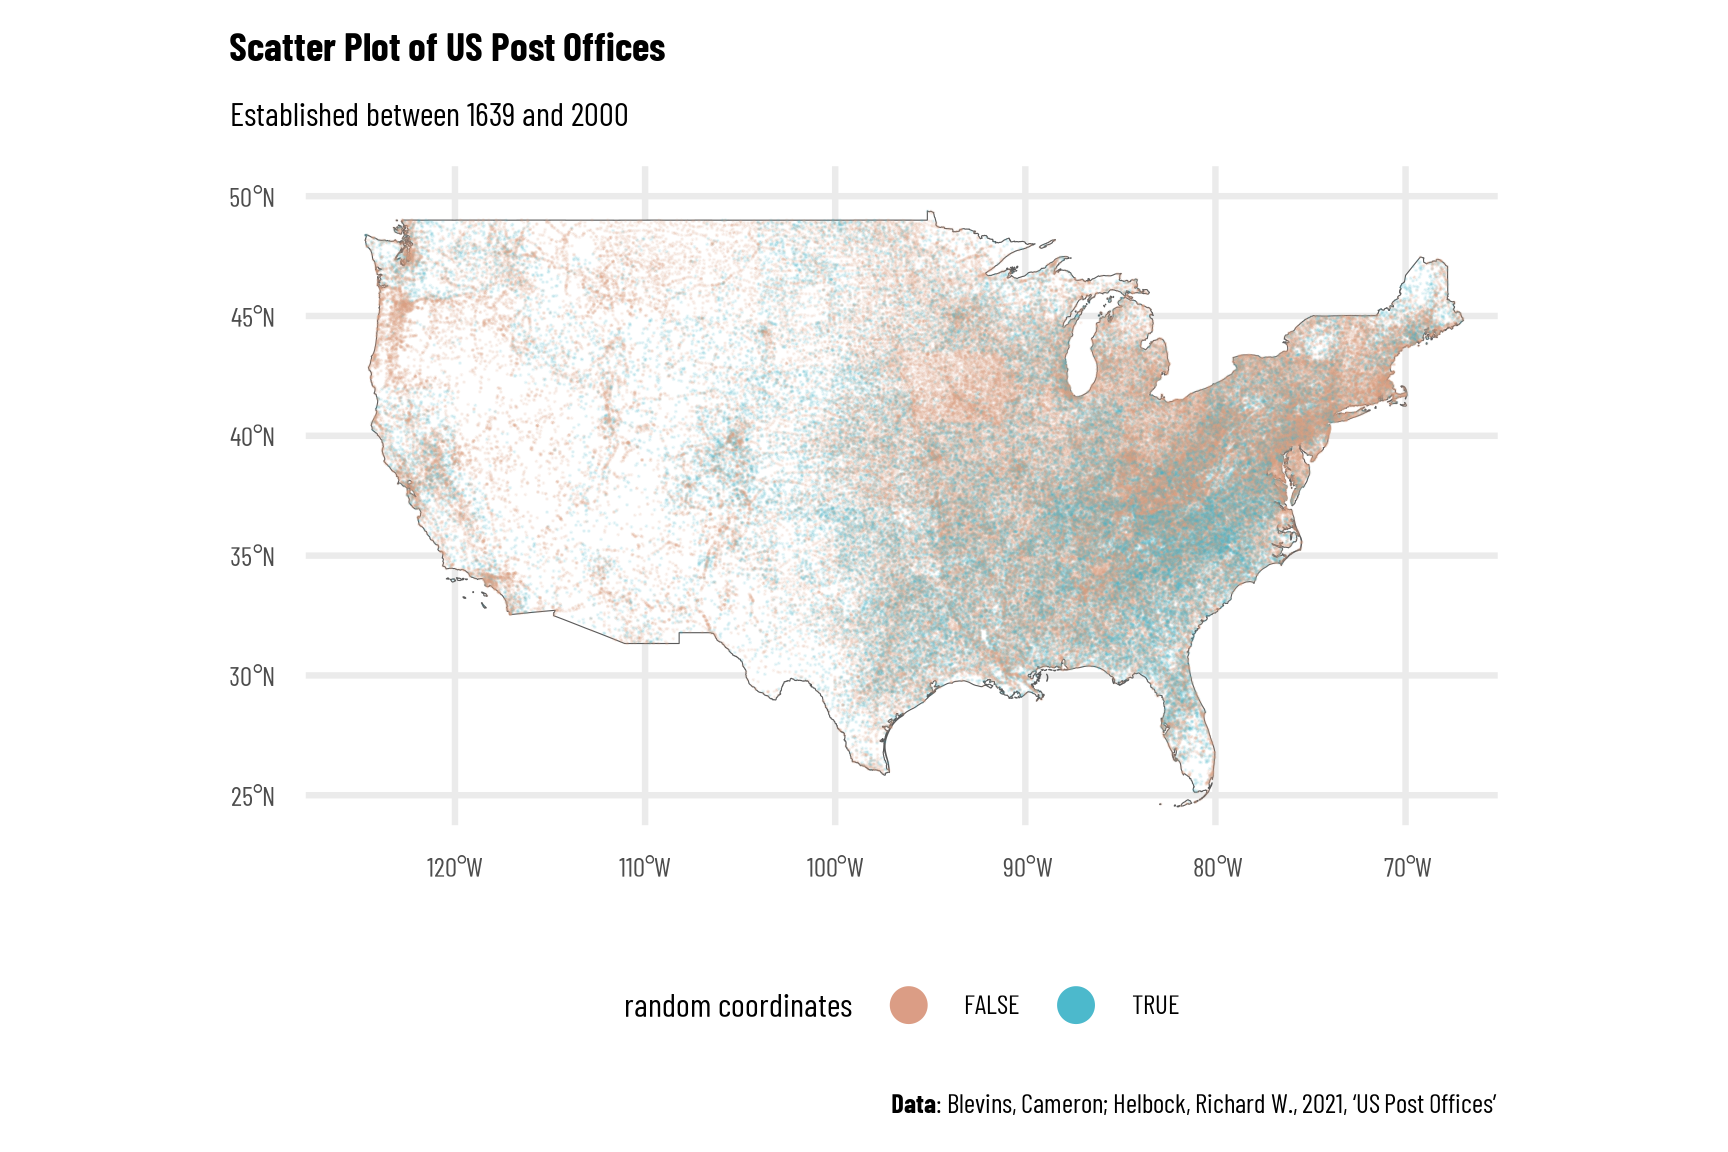 Scatter Plot of US Post Offices
Established between 1639 and 2000
50°N
45°N
40°N
35°N
30°N
25°N
120°W
110°W
100°W
90°W
80°W
70°W
random coordinates
FALSE
TRUE
Data: Blevins, Cameron; Helbock, Richard W., 2021, ‘US Post Offices’